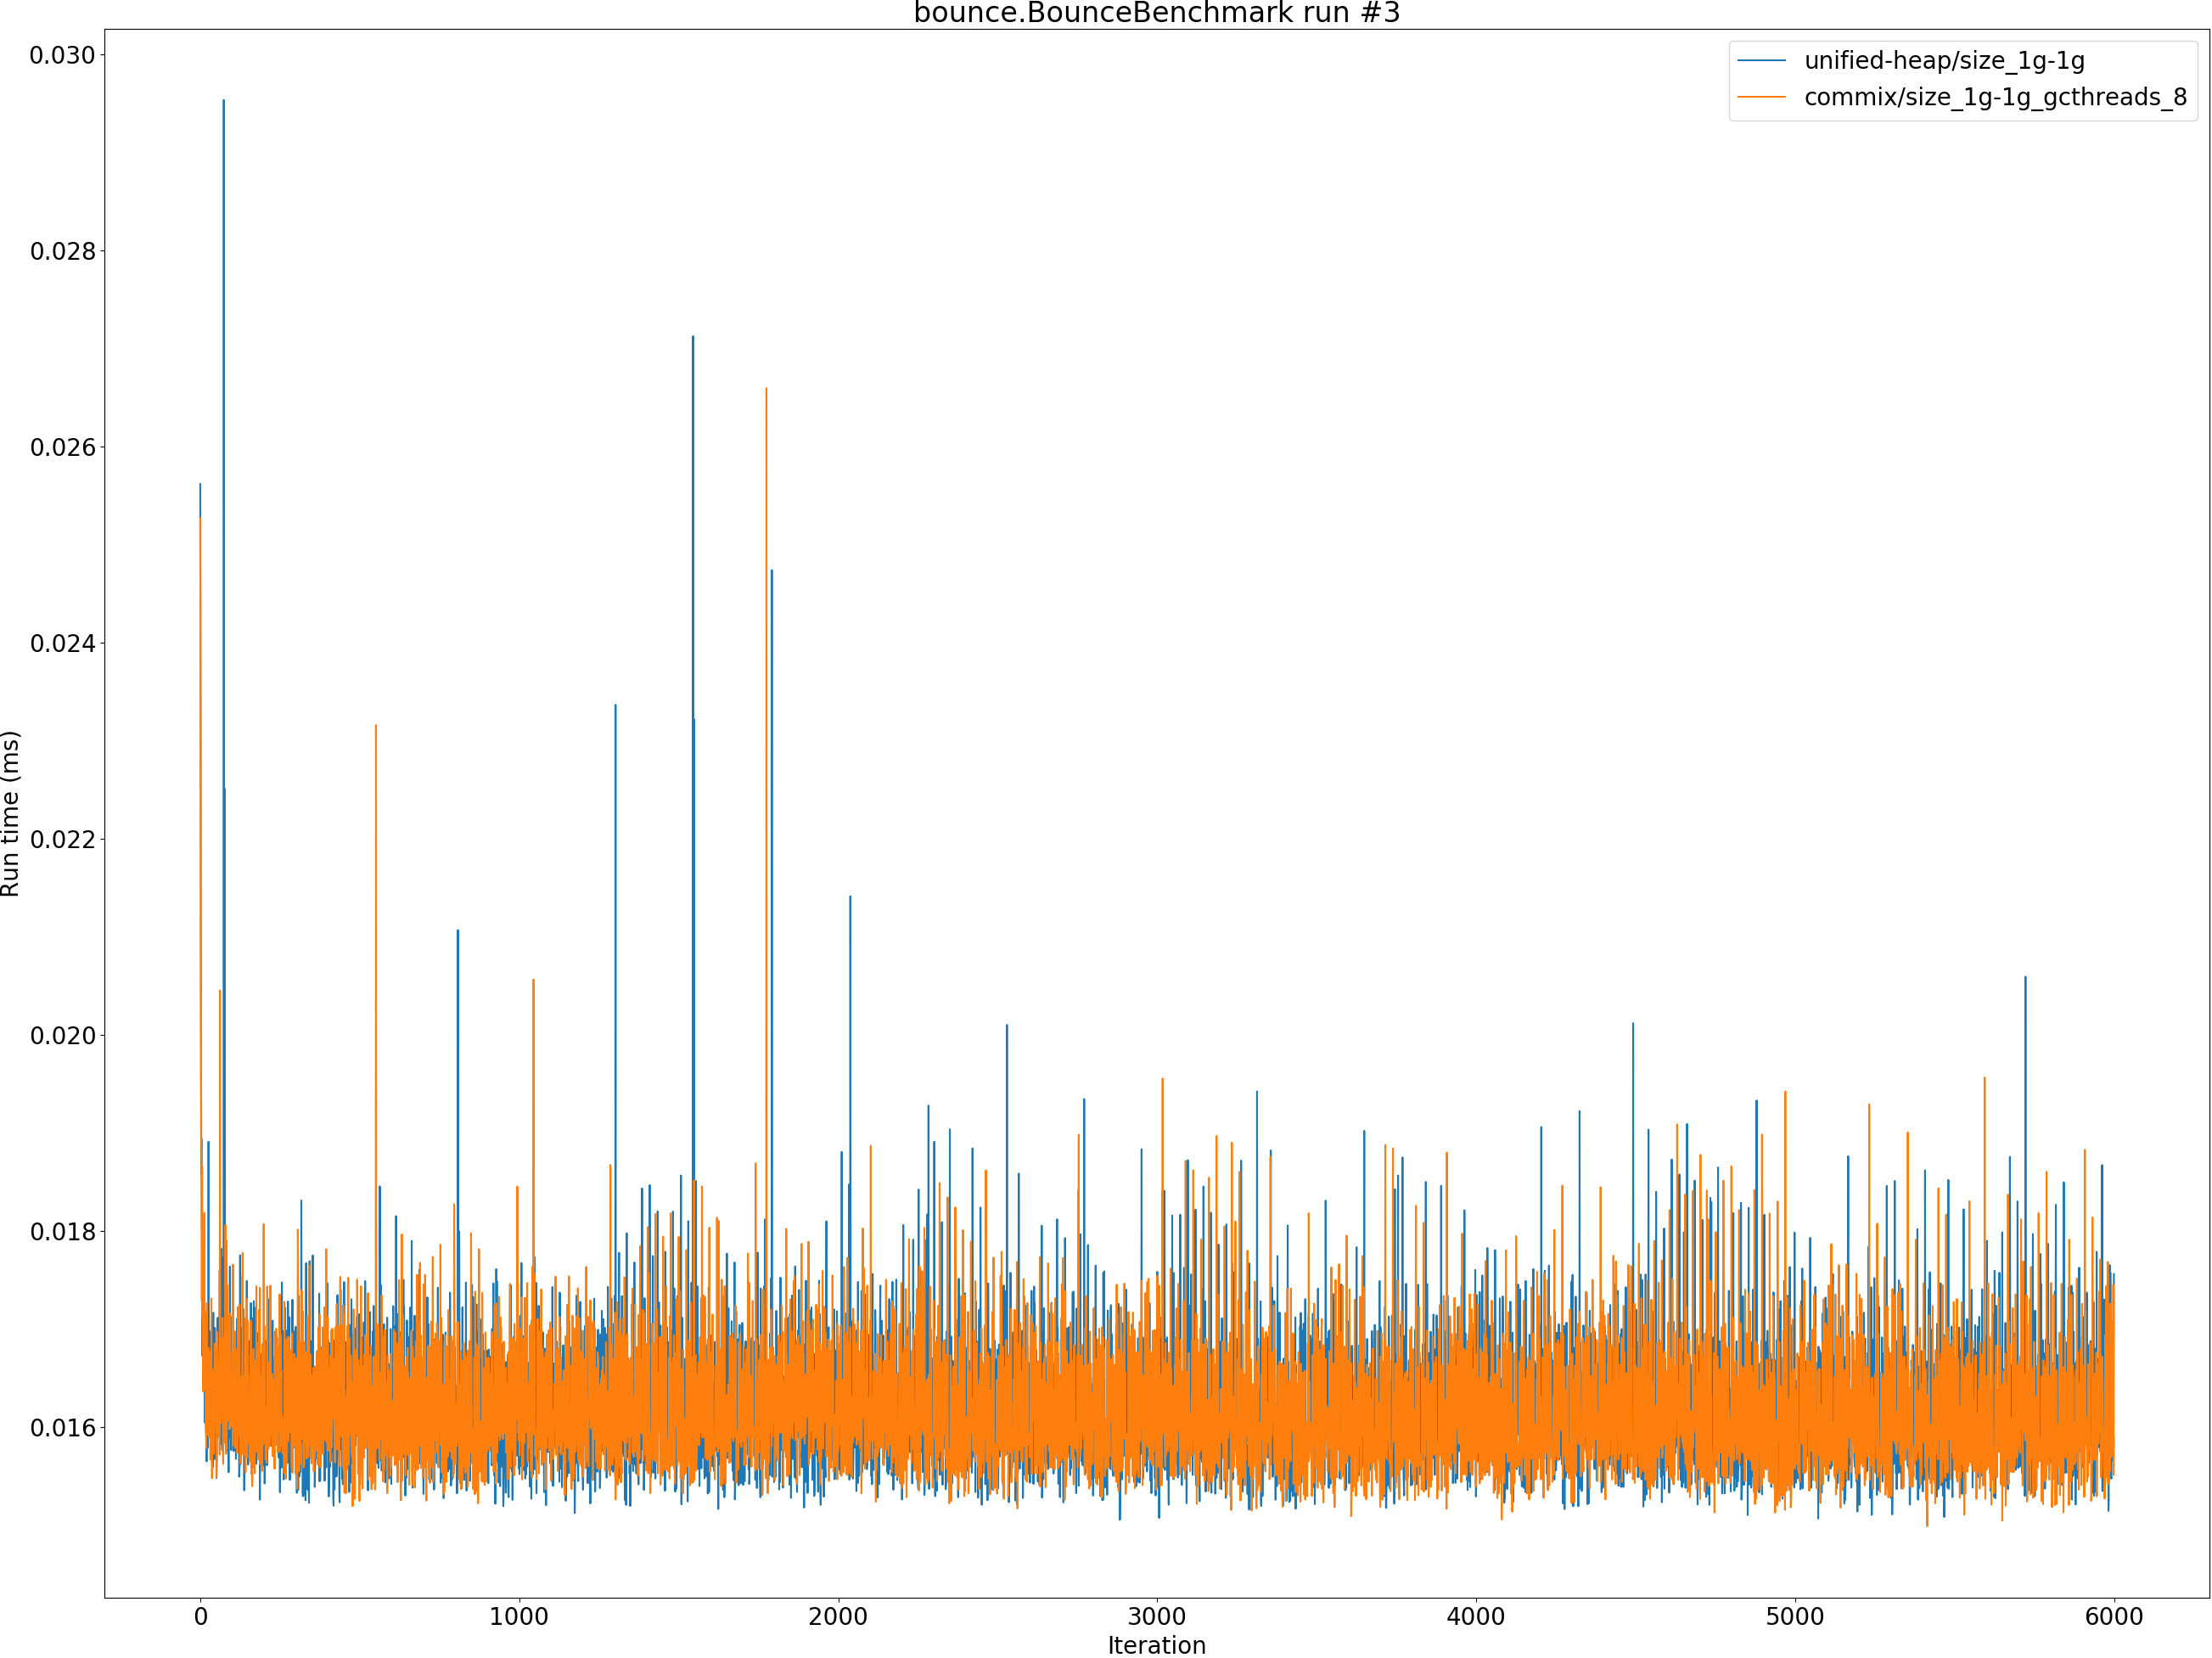 bounce.BounceBenchmark run #3
unified-heap/size_1g-1g
commix/size_1g-1g_gcthreads_8
Run time (ms)
0.030
0.028
0.026
0.024
0.022
0.020
0.018
0.016
0 1000 2000 3000 4000 5000 6000
Iteration